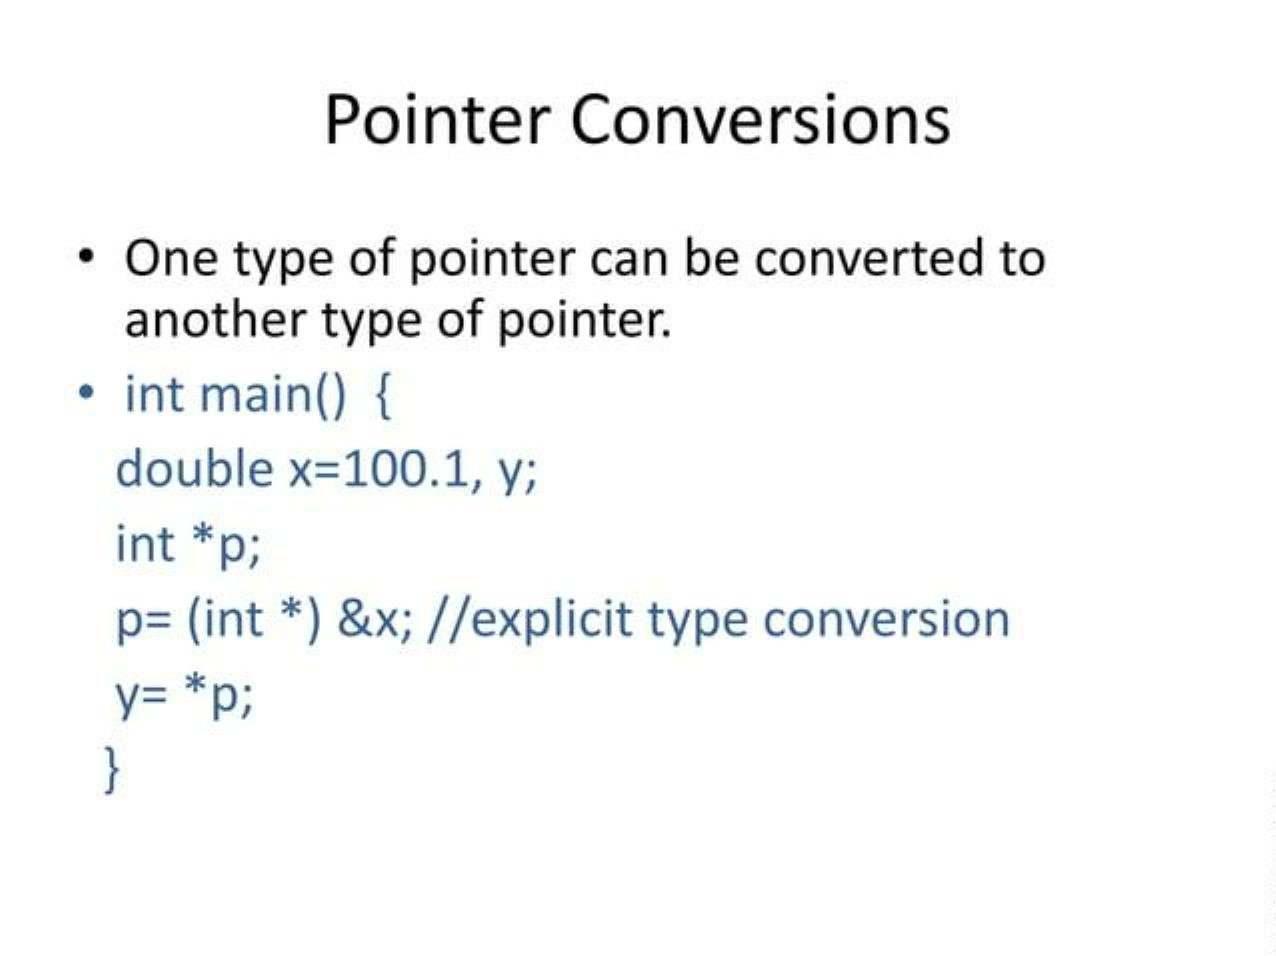 Pointer Conversions
• One type of pointer can be converted to
another type of pointer.
• int main()  {
double x=100.1, y;
int *p;
p= (int *) &x; //explicit type conversion
y= *p;
}